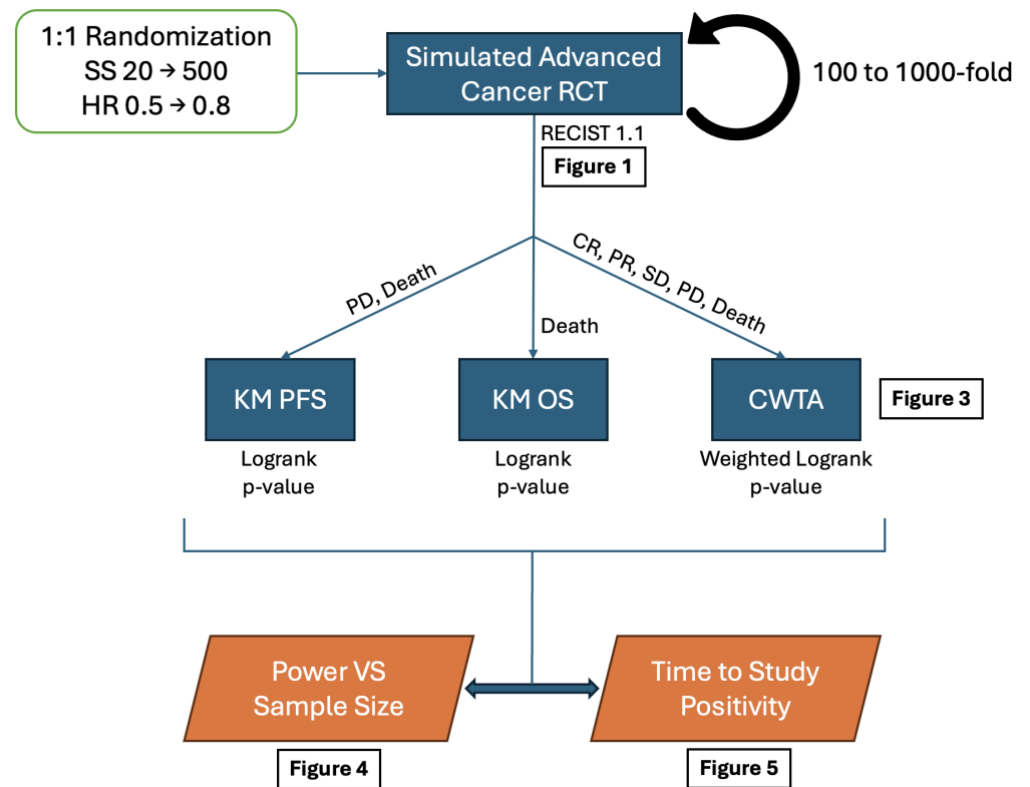 1:1 Randomization
SS 20 → 500
HR 0.5 → 0.8
Simulated Advanced
Cancer RCT
100 to 1000-fold
RECIST 1.1
Figure 1
PD, Death
Death
CR, PR, SD, PD, Death
KM PFS
KM OS
CWTA
Figure 3
Logrank
p-value
Logrank
p-value
Weighted Logrank
p-value
Power VS
Sample Size
Time to Study
Positivity
Figure 4
Figure 5